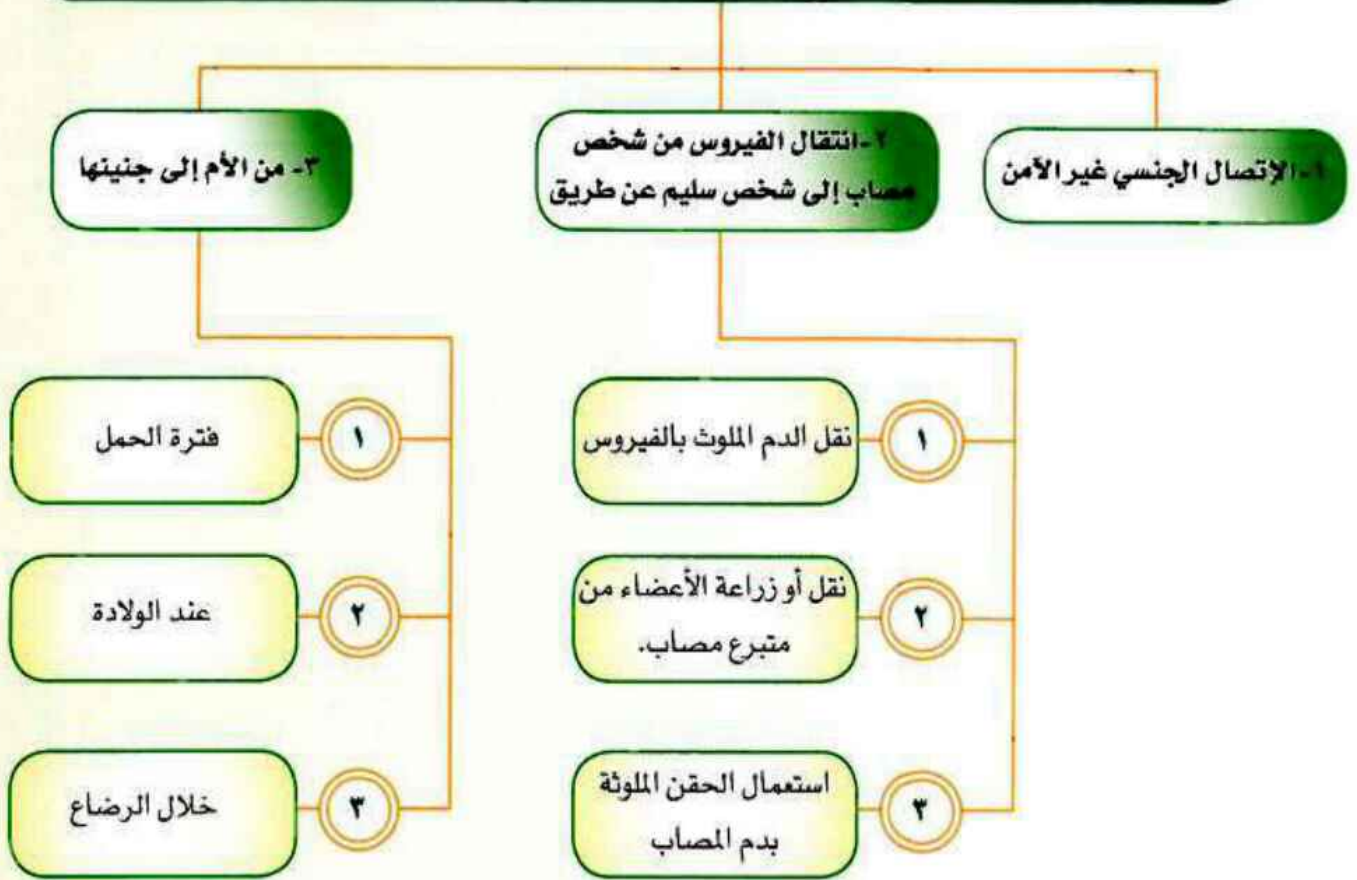 ١- الإتصال الجنسي غير الآمن
٢- انتقال الفيروس من شخص
مصاب إلى شخص سليم عن طريق
١
نقل الدم الملوث بالفيروس
٢
نقل أو زراعة الأعضاء من
متبرع مصاب.
٣
استعمال الحقن الملوثة
بدم المصاب
٣- من الأم إلى جنينها
١
فترة الحمل
٢
عند الولادة
٣
خلال الرضاع